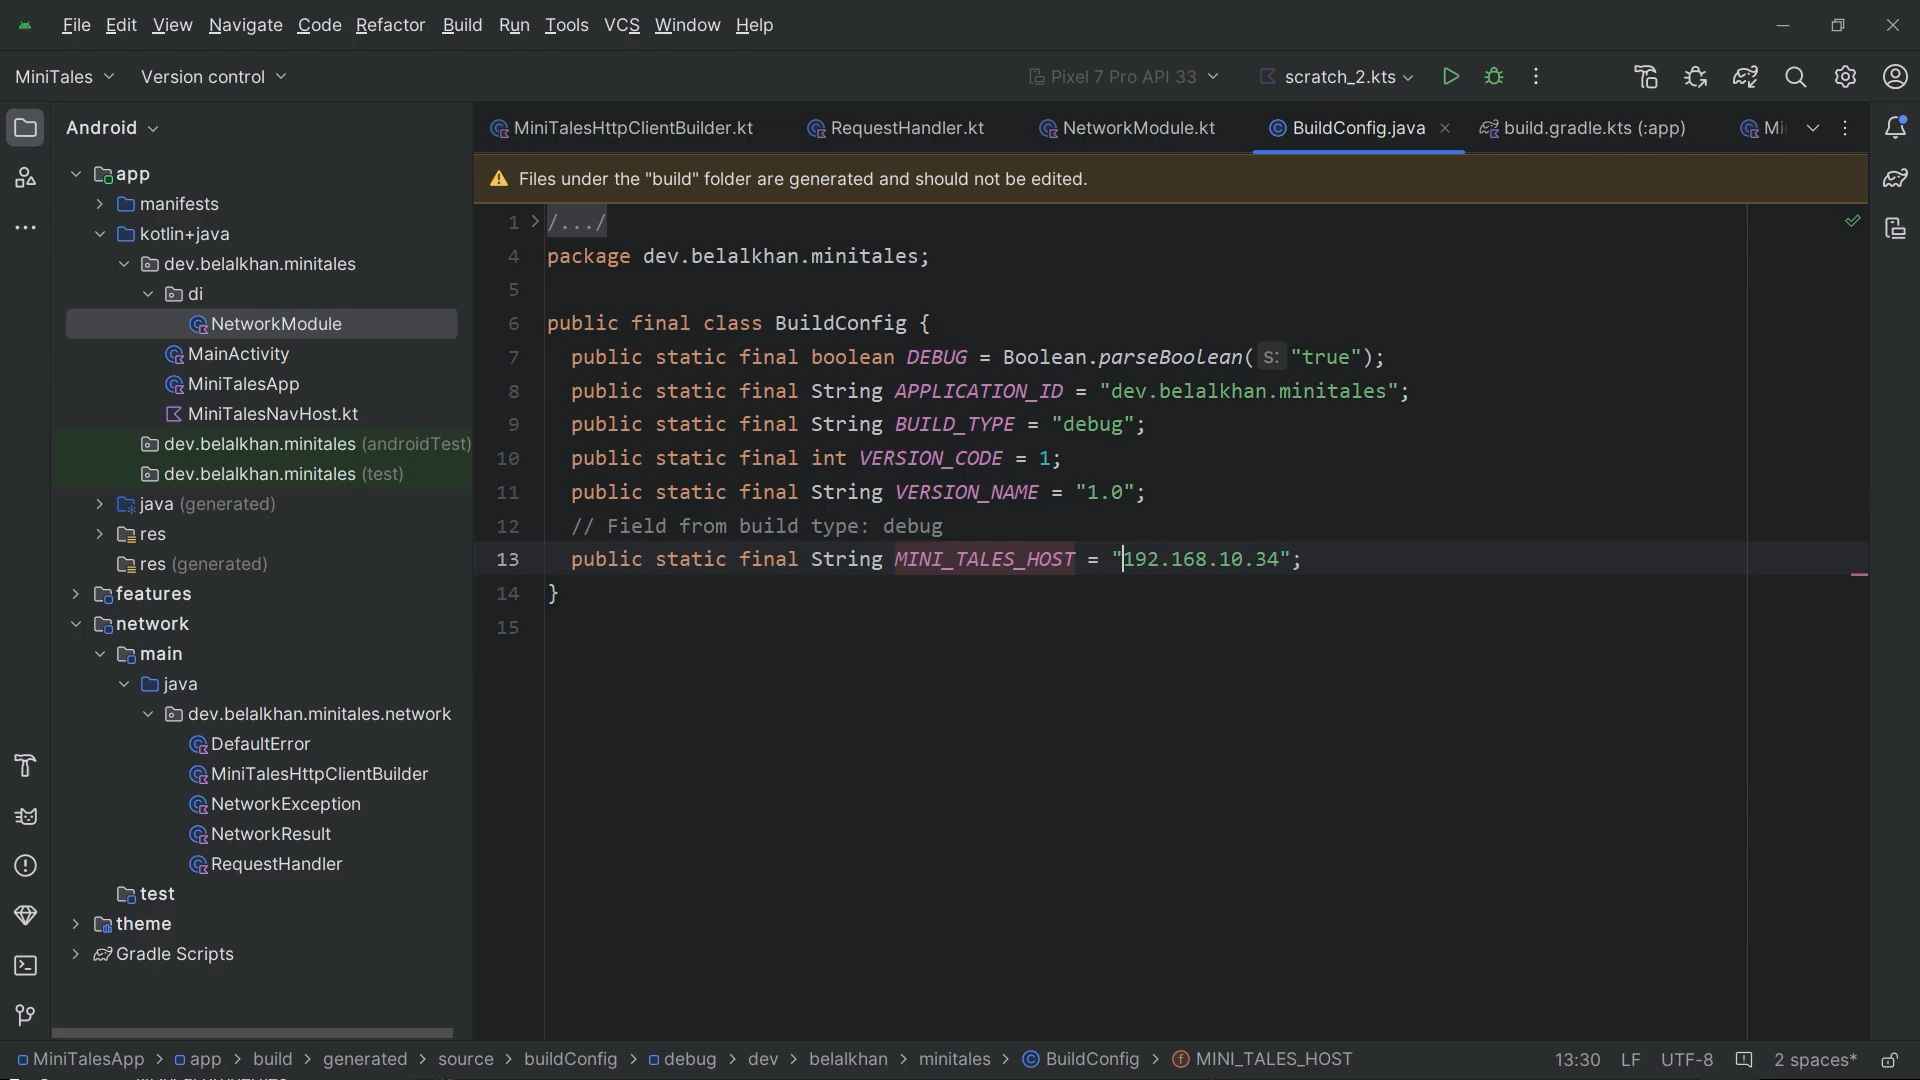 File Edit View Navigate Code Refactor Build Run Tools VCS Window Help
MiniTales Version control Pixel 7 Pro API 33 scratch_2.kts
Android
app
manifests
kotlin+java
dev.belalkhan.minitales
di
NetworkModule
MainActivity
MiniTalesApp
MiniTalesNavHost.kt
dev.belalkhan.minitales (androidTest)
dev.belalkhan.minitales (test)
java (generated)
res
res (generated)
features
network
main
java
dev.belalkhan.minitales.network
DefaultError
MiniTalesHttpClientBuilder
NetworkException
NetworkResult
RequestHandler
test
theme
Gradle Scripts
MiniTalesHttpClientBuilder.kt RequestHandler.kt NetworkModule.kt BuildConfig.java build.gradle.kts (:app) Mi
Files under the "build" folder are generated and should not be edited.
1 /.../
4 package dev.belalkhan.minitales;
5
6 public final class BuildConfig {
7 public static final boolean DEBUG = Boolean.parseBoolean( s: "true");
8 public static final String APPLICATION_ID = "dev.belalkhan.minitales";
9 public static final String BUILD_TYPE = "debug";
10 public static final int VERSION_CODE = 1;
11 public static final String VERSION_NAME = "1.0";
12 // Field from build type: debug
13 public static final String MINI_TALES_HOST = "192.168.10.34";
14 }
15
MiniTalesApp > app > build > generated > source > buildConfig > debug > dev > belalkhan > minitales > BuildConfig > MINI_TALES_HOST 13:30 LF UTF-8 2 spaces*